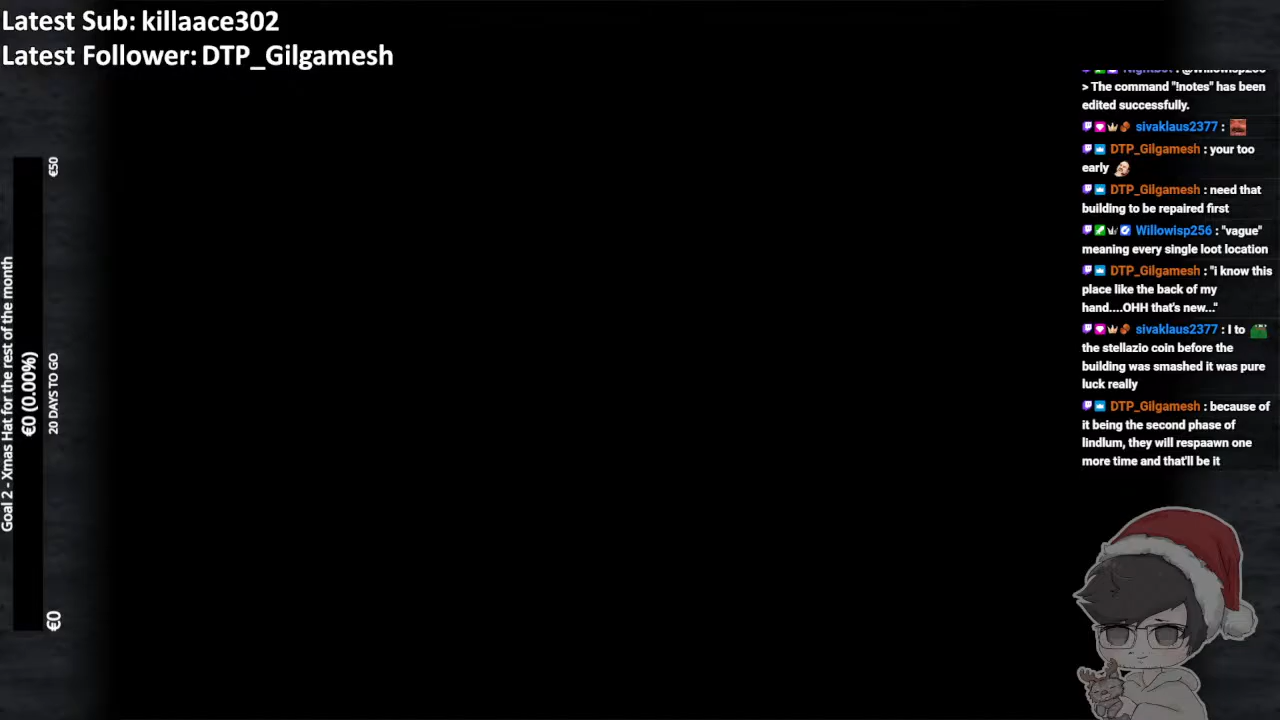 Latest Sub: killaace302
Latest Follower: DTP_Gilgamesh
€50
Goal 2 - Xmas Hat for the rest of the month
€0 (0.00%)
20 DAYS TO GO
€0
> The command "!notes" has been
edited successfully.
sivaklaus2377 :
DTP_Gilgamesh : your too
early
DTP_Gilgamesh : need that
building to be repaired first
Willowisp256 : "vague"
meaning every single loot location
DTP_Gilgamesh : "i know this
place like the back of my
hand....OHH that's new..."
sivaklaus2377 : I to
the stellazio coin before the
building was smashed it was pure
luck really
DTP_Gilgamesh : because of
it being the second phase of
lindlum, they will respaawn one
more time and that'll be it